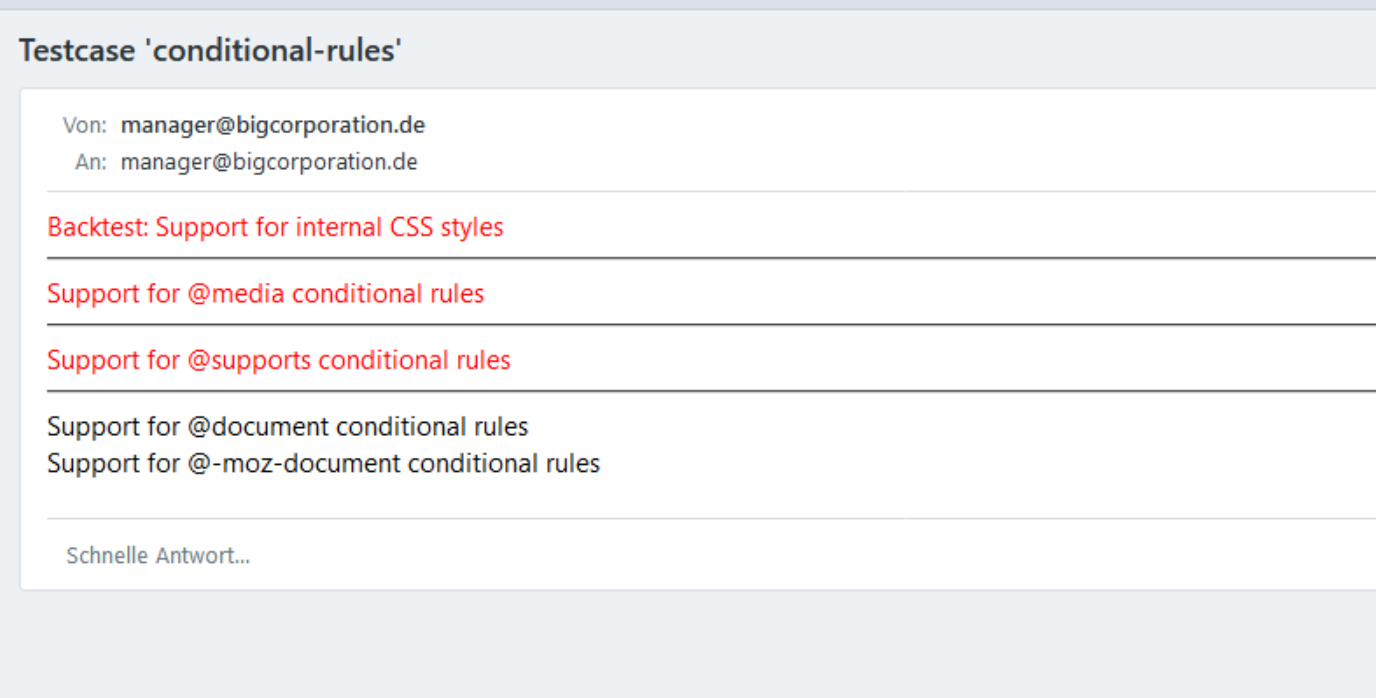 Testcase 'conditional-rules'
Von: manager@bigcorporation.de
An: manager@bigcorporation.de
Backtest: Support for internal CSS styles
Support for @media conditional rules
Support for @supports conditional rules
Support for @document conditional rules
Support for @-moz-document conditional rules
Schnelle Antwort...